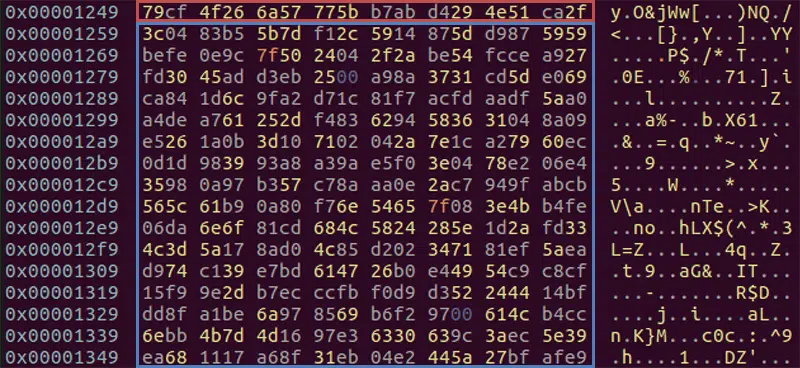 0x00001249 79cf 4f26 6a57 775b b7ab d429 4e51 ca2f y.O&jWw[...)NQ./
0x00001259 3c04 83b5 5b7d f12c 5914 875d d987 5959 <...[}.,Y..]..YY
0x00001269 befe 0e9c 7f50 2404 2f2a be54 fcce a927 .....P$./*.T...'
0x00001279 fd30 45ad d3eb 2500 a98a 3731 cd5d e069 .0E...%...71.].i
0x00001289 ca84 1d6c 9fa2 d71c 81f7 acfd aadf 5aa0 ...l..........Z.
0x00001299 a4de a761 252d f483 6294 5836 3104 8a09 ...a%-..b.X61...
0x000012a9 e526 1a0b 3d10 7102 042a 7e1c a279 60ec .&..=.q..*~..y`.
0x000012b9 0d1d 9839 93a8 a39a e5f0 3e04 78e2 06e4 ...9......>.x...
0x000012c9 3598 0a97 b357 c78a aa0e 2ac7 949f abcb 5....W....*.....
0x000012d9 565c 61b9 0a80 f76e 5465 7f08 3e4b b4fe V\a....nTe..>K..
0x000012e9 06da 6e6f 81cd 684c 5824 285e 1d2a fd33 ..no..hLX$(^.*.3
0x000012f9 4c3d 5a17 8ad0 4c85 d202 3471 81ef 5aea L=Z...L...4q..Z.
0x00001309 d974 c139 e7bd 6147 26b0 e449 54c9 c8cf .t.9..aG&..IT...
0x00001319 15f9 9e2d b7ec ccfb f0d9 d352 2444 14bf ...-.......R$D..
0x00001329 dd8f a1be 6a97 8569 b6f2 9700 614c b4cc ....j..i....aL..
0x00001339 6ebb 4b7d 4d16 97e3 6330 639c 3aec 5e39 n.K}M...c0c.:.^9
0x00001349 ea68 1117 a68f 31eb 04e2 445a 27bf afe9 .h....1...DZ'...